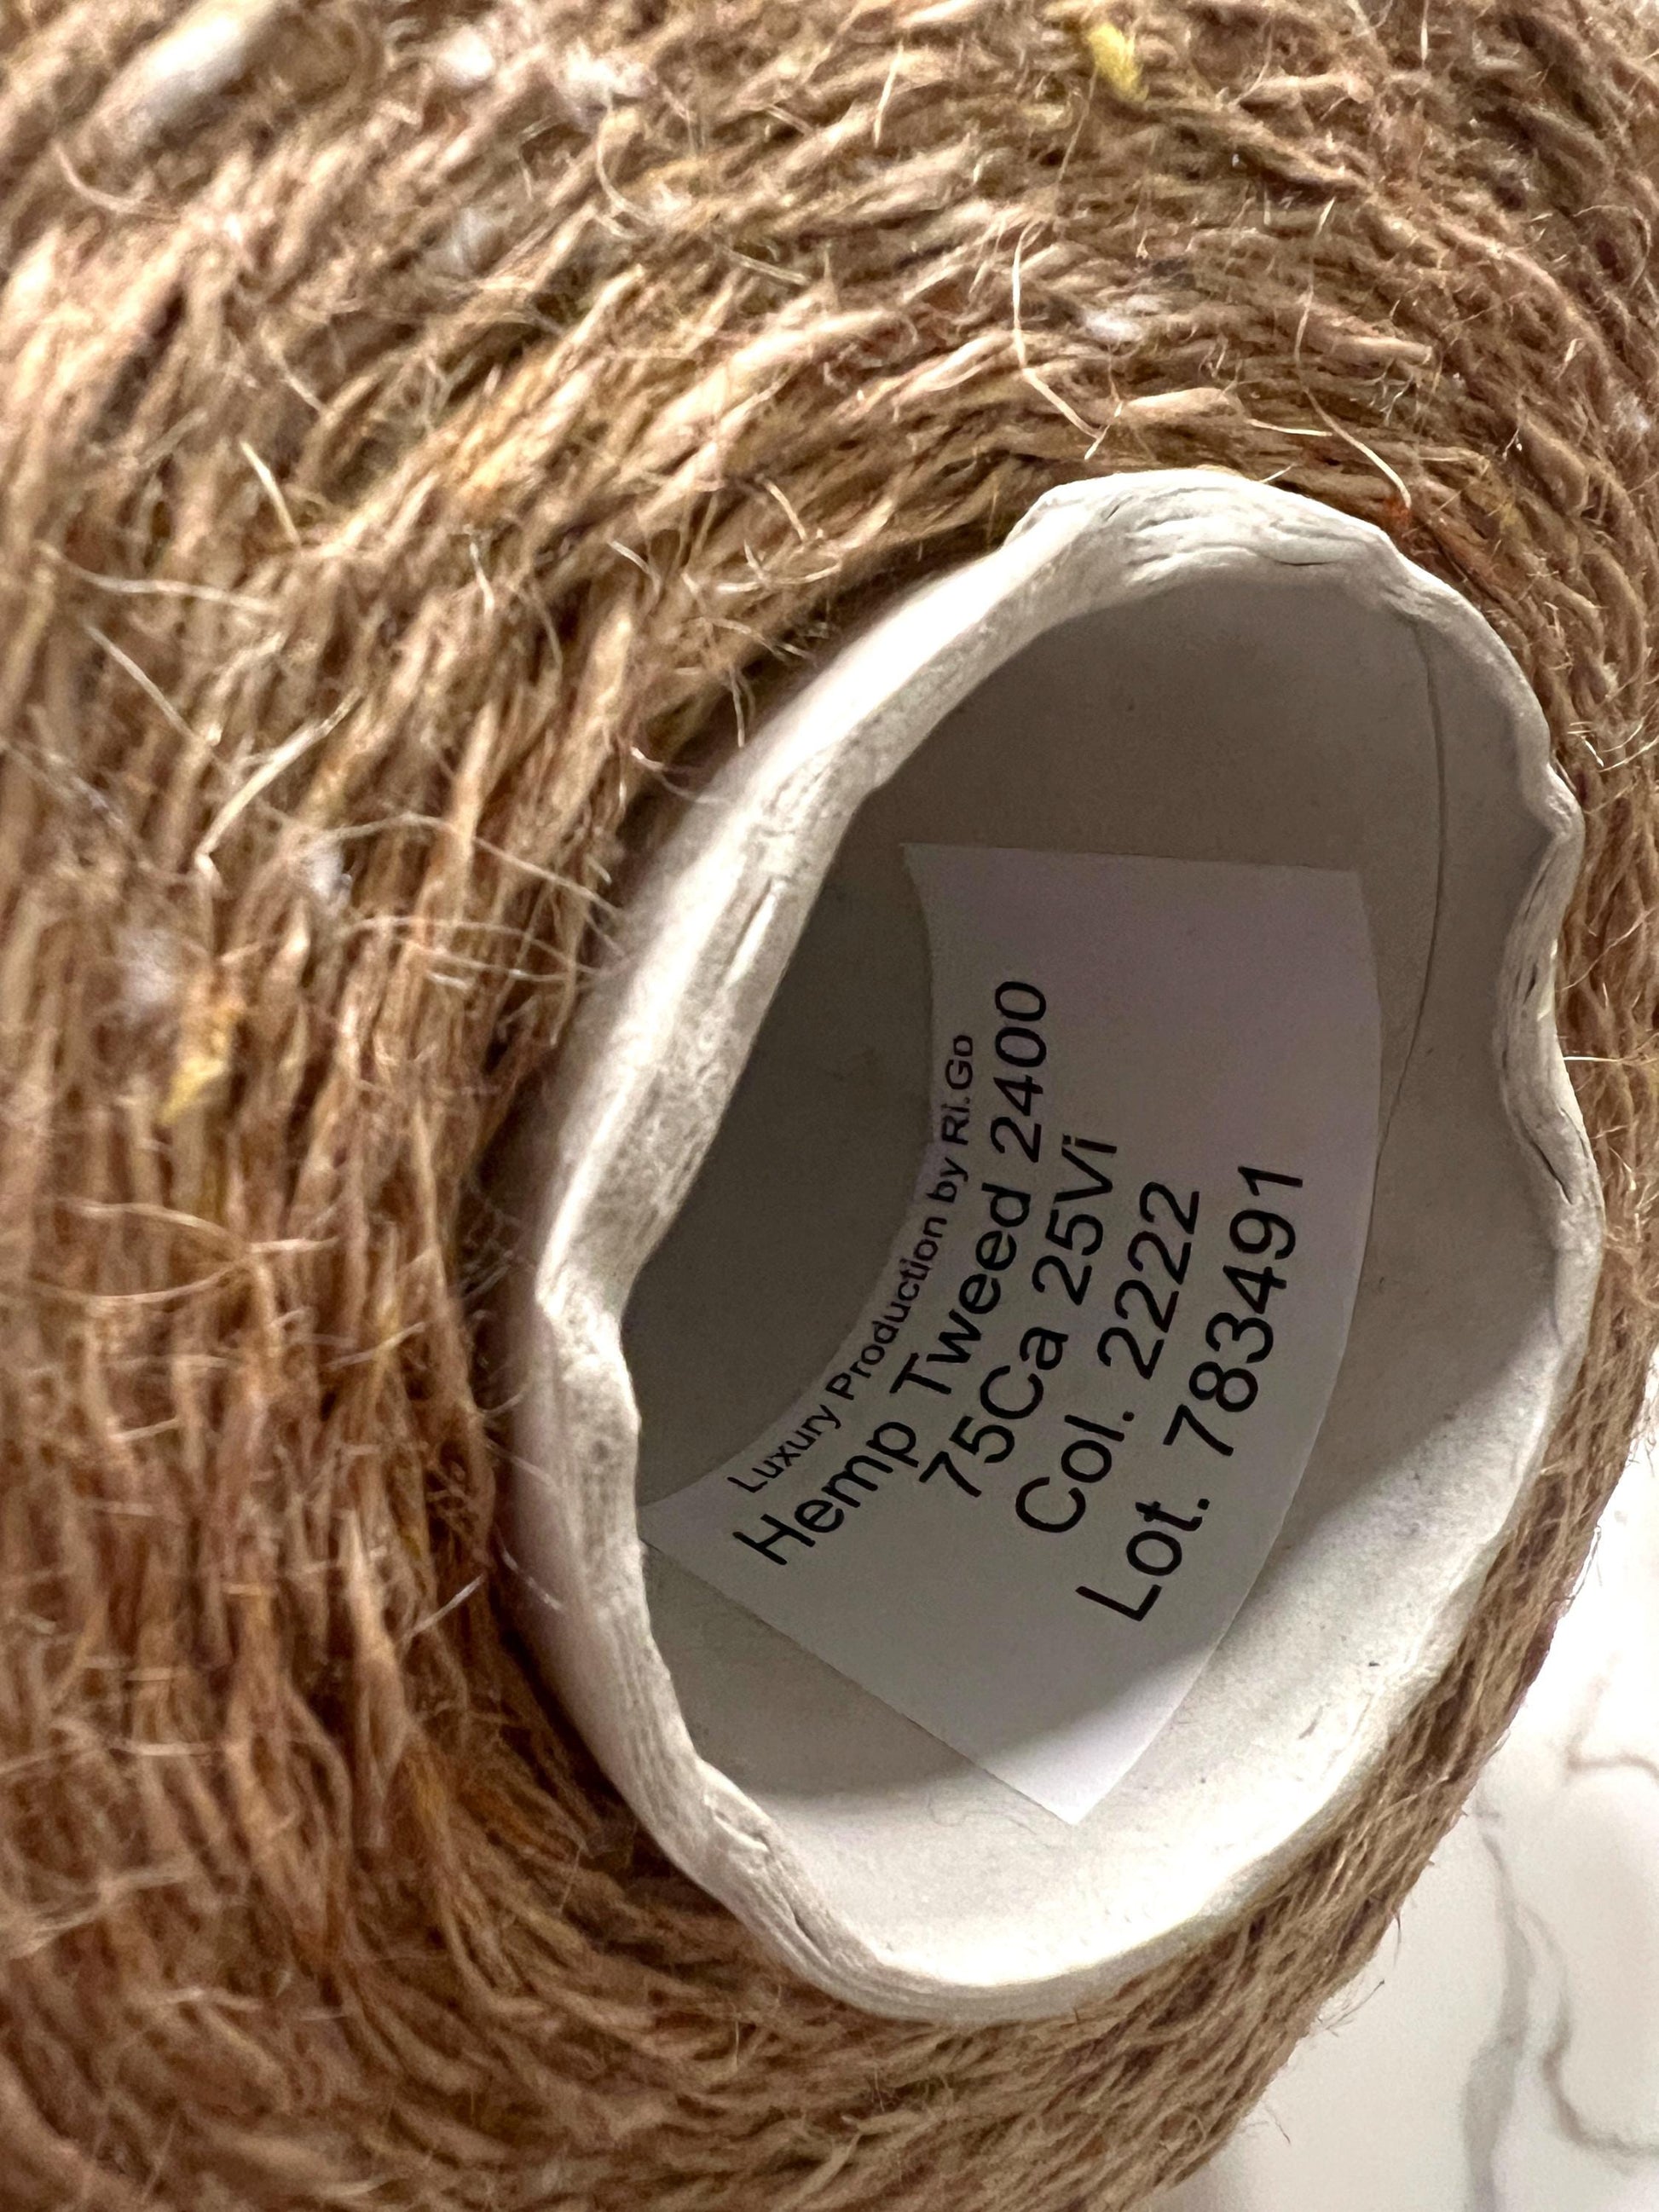 Luxury Production by Ri.Go
Hemp Tweed 2400
75Ca 25Vi
Col. 2222
Lot. 783491